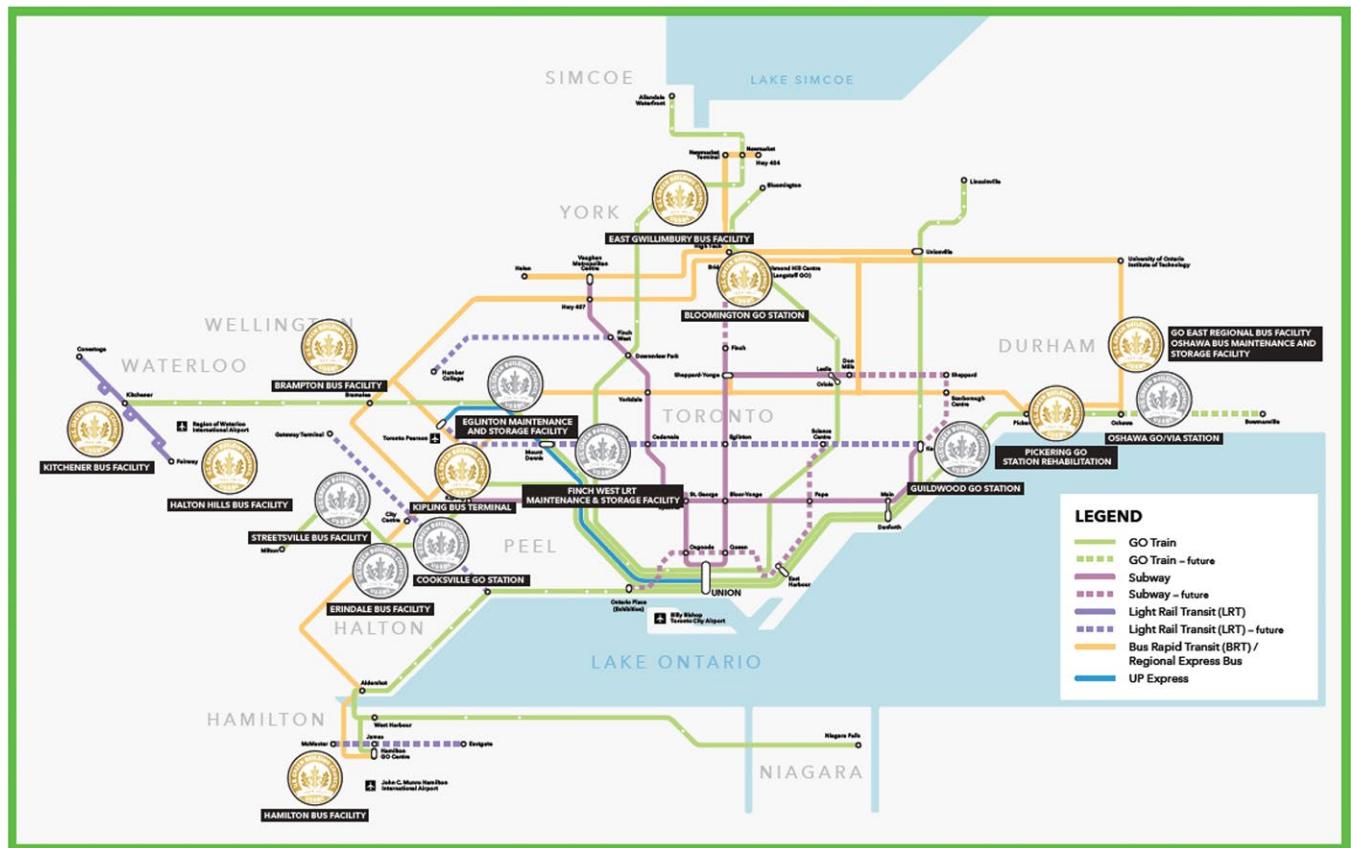 SIMCOE
LAKE SIMCOE
Allandale
Waterfront
Newmarket
Terminal
Newmarket
Hwy 404
Bloomington
Lincolnville
YORK
EAST GWILLIMBURY BUS FACILITY
High Tech
Unionville
Vaughan
Metropolitan
Centre
Helen
Richmond Hill Centre
(Langstaff GO)
University of Ontario
Institute of Technology
Hwy 407
BLOOMINGTON GO STATION
WELLINGTON
WATERLOO
DURHAM
GO EAST REGIONAL BUS FACILITY
OSHAWA BUS MAINTENANCE AND
STORAGE FACILITY
Finch
West
Finch
Downsview Park
Conestoga
Humber
College
Leslie
Oriole
Don
Mills
Sheppard-Yonge
Sheppard
BRAMPTON BUS FACILITY
Kitchener
Bramalea
Yorkdale
Scarborough
Centre
TORONTO
EGLINTON MAINTENANCE
AND STORAGE FACILITY
Oshawa
Bowmanville
Region of Waterloo
International Airport
Gateway Terminal
Toronto Pearson
Mount
Dennis
Cedarvale
Eglinton
Science
Centre
OSHAWA GO/VIA STATION
PICKERING GO
STATION REHABILITATION
KITCHENER BUS FACILITY
Fairway
HALTON HILLS BUS FACILITY
KIPLING BUS TERMINAL
FINCH WEST LRT
MAINTENANCE & STORAGE FACILITY
GUILDWOOD GO STATION
St. George
Bloor-Yonge
Pape
Main
Danforth
City
Centre
STREETSVILLE BUS FACILITY
Milton
PEEL
COOKSVILLE GO STATION
Osgoode
Queen
East
Harbour
UNION
ERINDALE BUS FACILITY
Ontario Place
(Exhibition)
Billy Bishop
Toronto City Airport
HALTON
LAKE ONTARIO
LEGEND
GO Train
GO Train – future
Subway
Subway – future
Light Rail Transit (LRT)
Light Rail Transit (LRT) – future
Bus Rapid Transit (BRT) /
Regional Express Bus
UP Express
Aldershot
HAMILTON
West Harbour
James
McMaster
Hamilton
GO Centre
Eastgate
Niagara Falls
NIAGARA
John C. Munro Hamilton
International Airport
HAMILTON BUS FACILITY